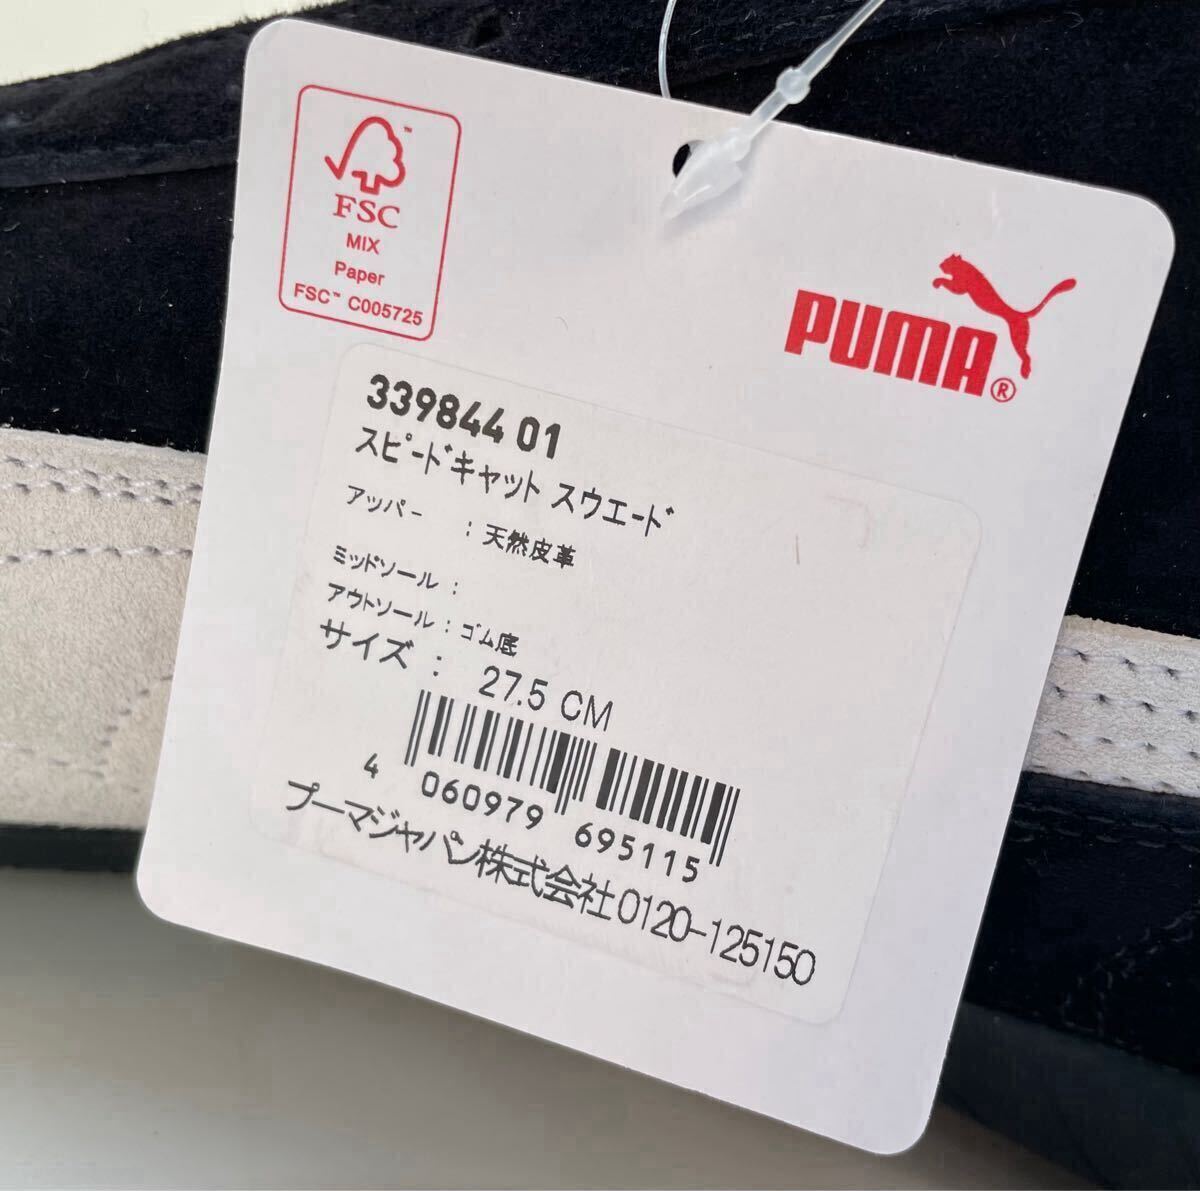 FSC
MIX
Paper
FSC™ C005725
PUMA®
339844 01
スピードキャット スウエード
アッパー : 天然皮革
ミッドソール :
アウトソール : ゴム底
サイズ : 27.5 CM
4 060979 695115
プーマジャパン株式会社 0120-125150